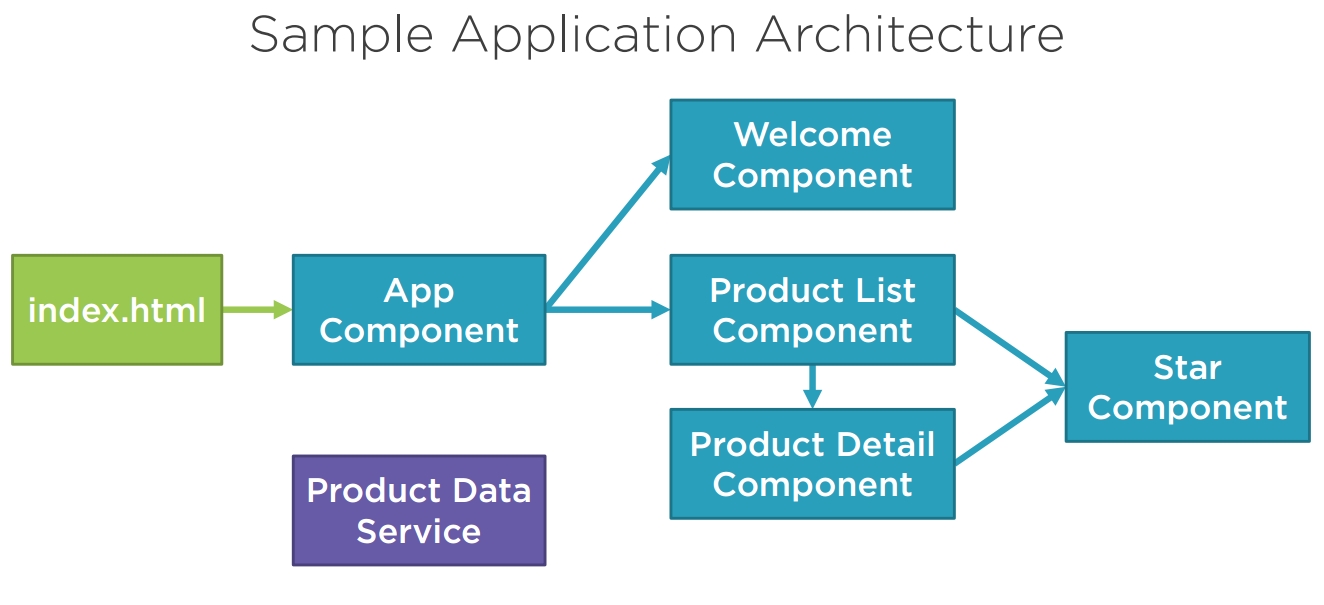 Sample Application Architecture
Welcome
Component
index.html
App
Component
Product List
Component
Star
Component
Product Detail
Component
Product Data
Service